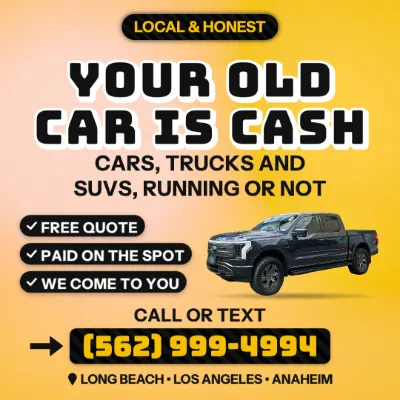 LOCAL & HONEST
YOUR OLD
CAR IS CASH
CARS, TRUCKS AND
SUVS, RUNNING OR NOT
FREE QUOTE
PAID ON THE SPOT
WE COME TO YOU
CALL OR TEXT
(562) 999-4994
LONG BEACH • LOS ANGELES • ANAHEIM